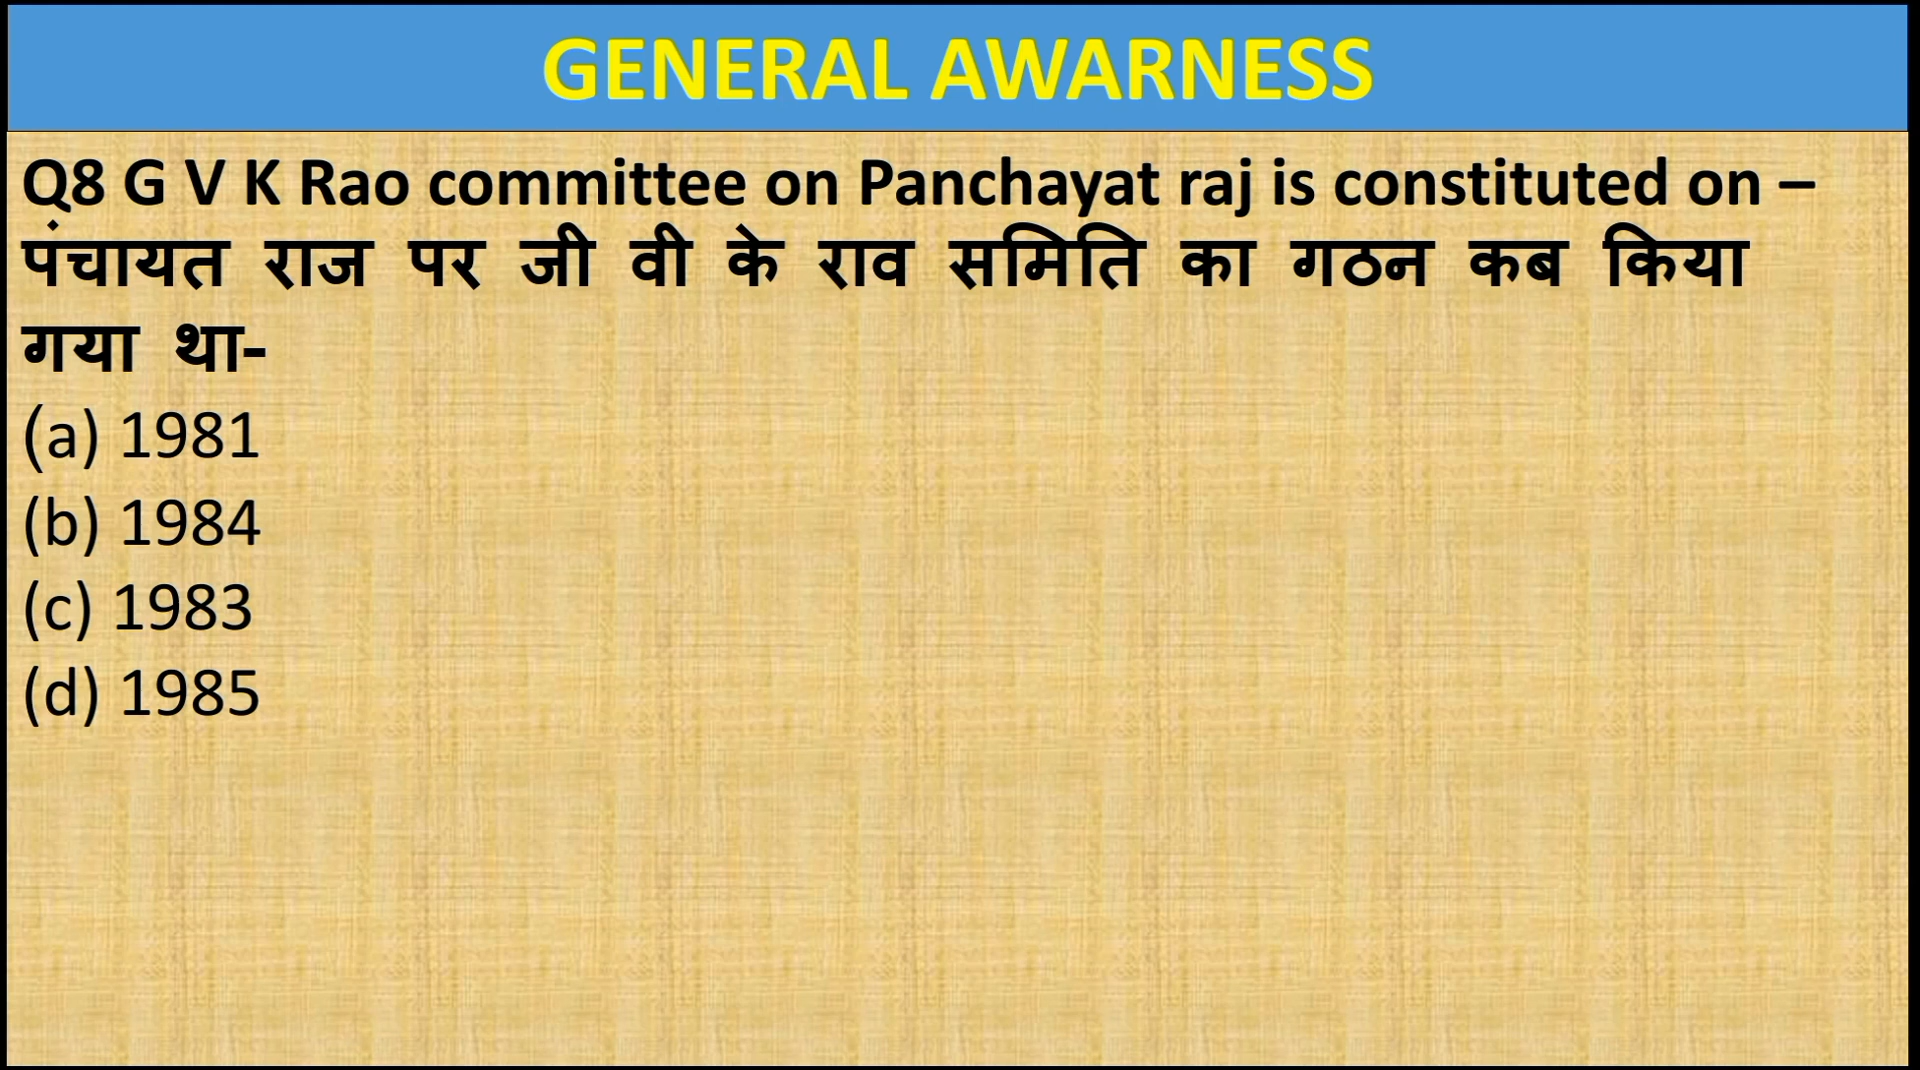 GENERAL AWARNESS
Q8 G V K Rao committee on Panchayat raj is constituted on –
पंचायत राज पर जी वी के राव समिति का गठन कब किया
गया था-
(a) 1981
(b) 1984
(c) 1983
(d) 1985